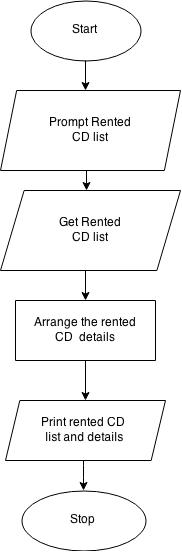 Start
Prompt Rented
CD list
Get Rented
CD list
Arrange the rented
CD details
Print rented CD
list and details
Stop